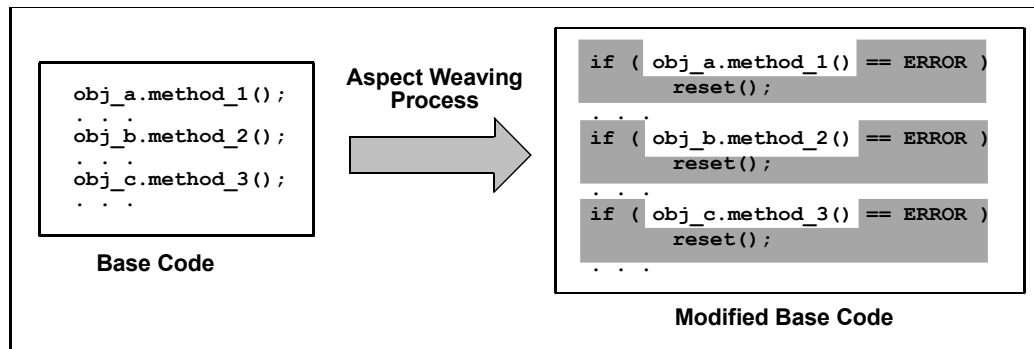 obj_a.method_1();
. . .
obj_b.method_2();
. . .
obj_c.method_3();
. . .
Base Code
Aspect Weaving
Process
if ( obj_a.method_1() == ERROR )
reset();
. . .
if ( obj_b.method_2() == ERROR )
reset();
. . .
if ( obj_c.method_3() == ERROR )
reset();
. . .
Modified Base Code